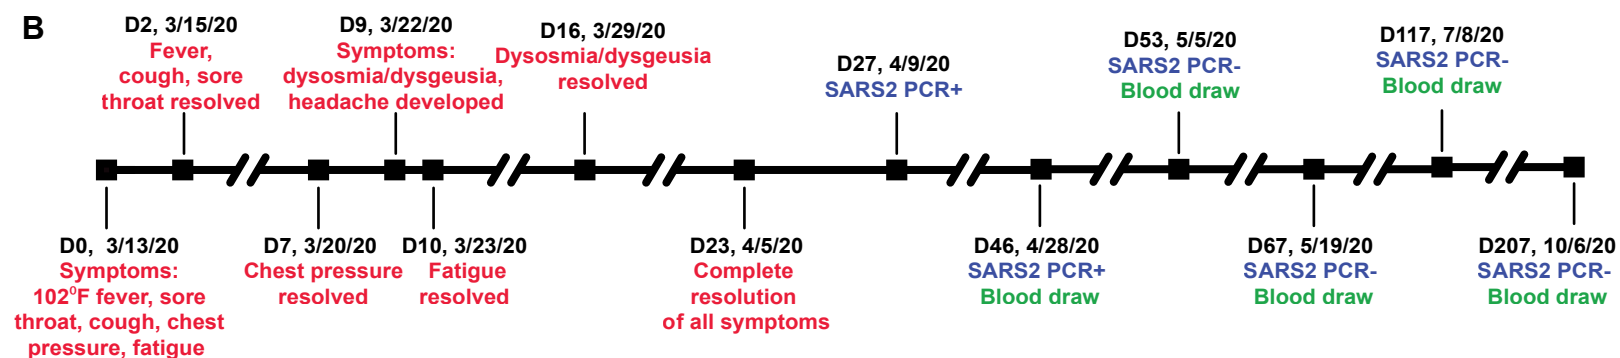 B
D2, 3/15/20
Fever,
cough, sore
throat resolved
D9, 3/22/20
Symptoms:
dysosmia/dysgeusia,
headache developed
D16, 3/29/20
Dysosmia/dysgeusia
resolved
D27, 4/9/20
SARS2 PCR+
D53, 5/5/20
SARS2 PCR-
Blood draw
D117, 7/8/20
SARS2 PCR-
Blood draw
D0, 3/13/20
Symptoms:
102⁰F fever, sore
throat, cough, chest
pressure, fatigue
D7, 3/20/20
Chest pressure
resolved
D10, 3/23/20
Fatigue
resolved
D23, 4/5/20
Complete
resolution
of all symptoms
D46, 4/28/20
SARS2 PCR+
Blood draw
D67, 5/19/20
SARS2 PCR-
Blood draw
D207, 10/6/20
SARS2 PCR-
Blood draw